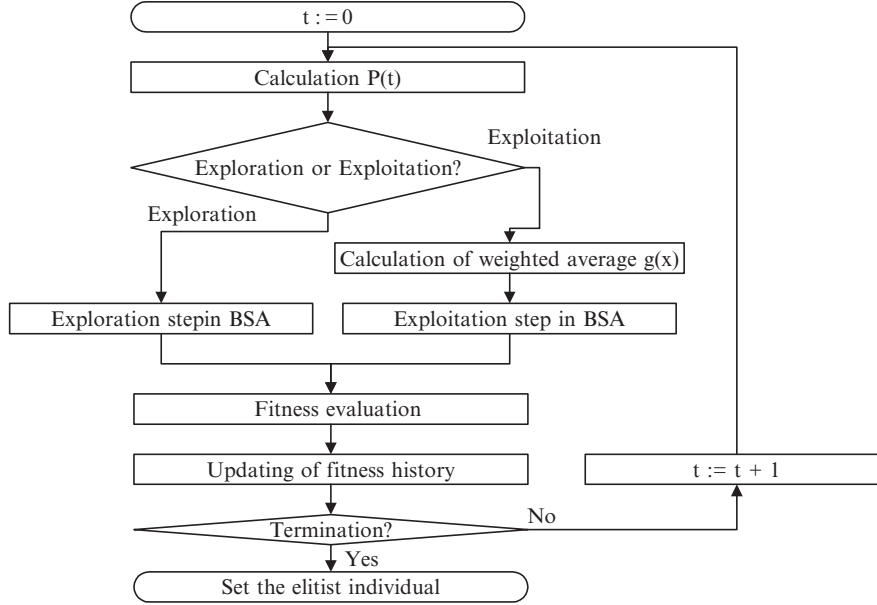 t := 0
Calculation P(t)
Exploitation
Exploration or Exploitation?
Exploration
Calculation of weighted average g(x)
Exploration stepin BSA
Exploitation step in BSA
Fitness evaluation
Updating of fitness history
t := t + 1
No
Termination?
Yes
Set the elitist individual